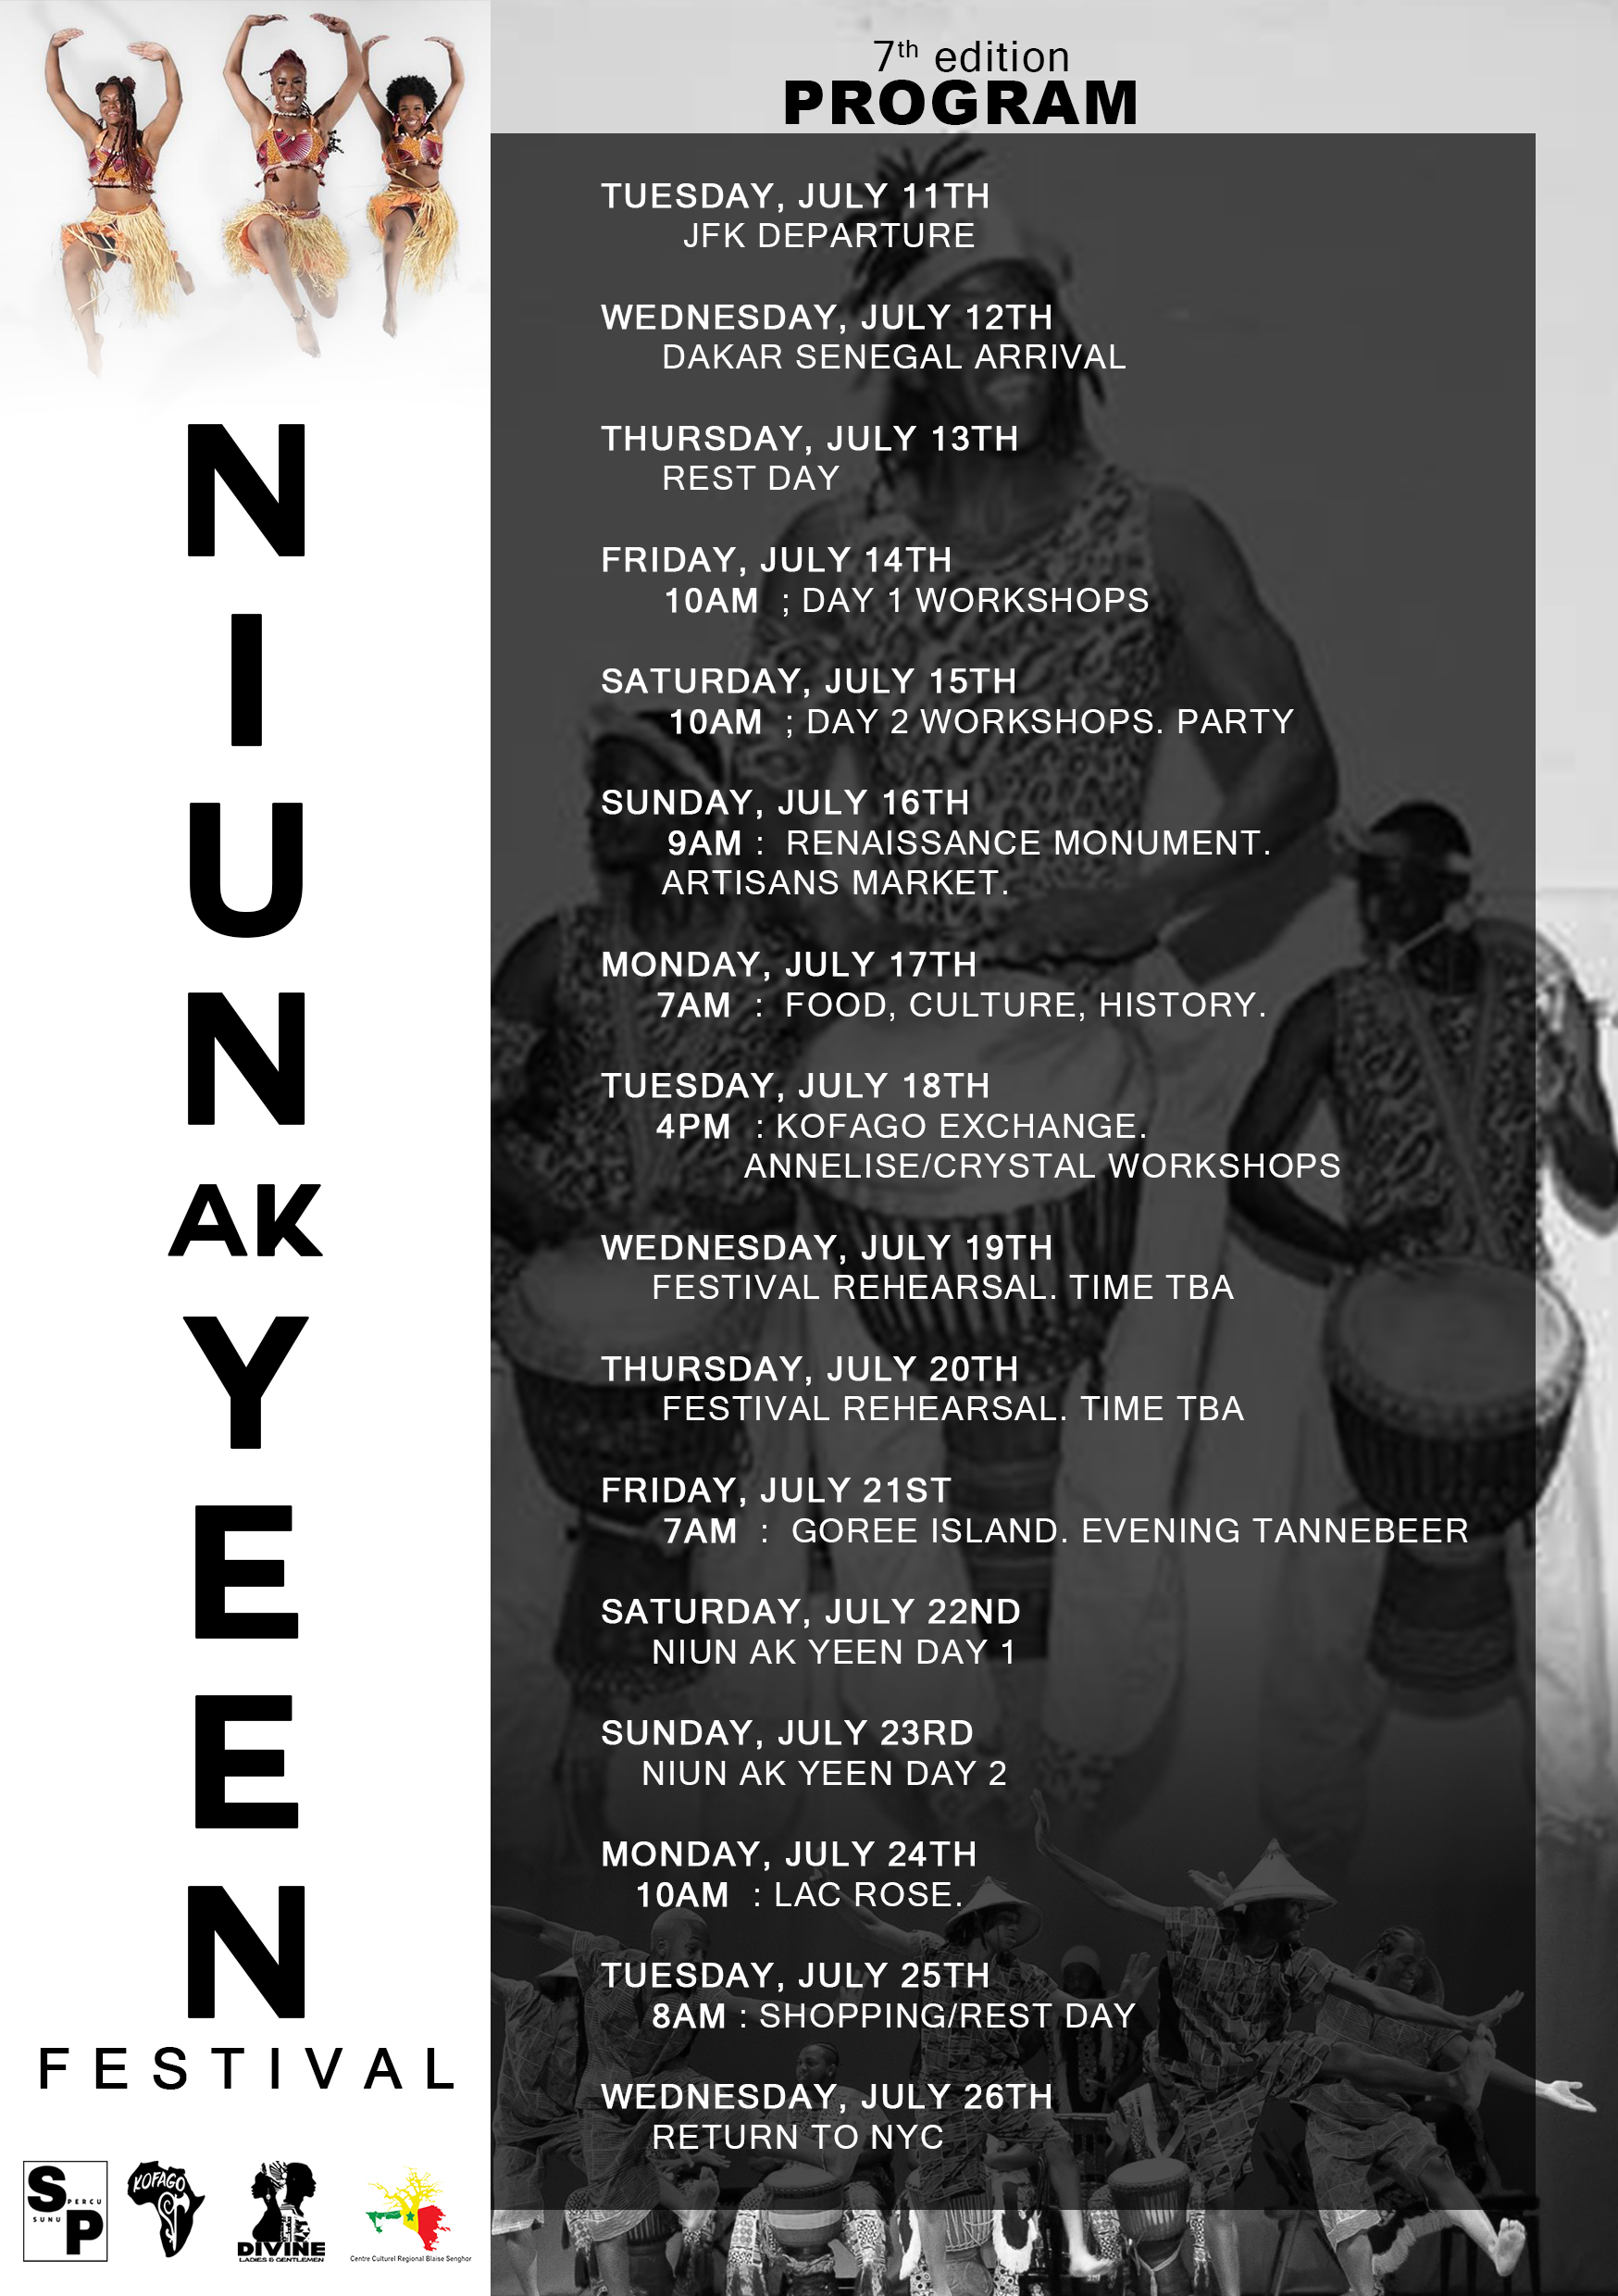 7th edition
PROGRAM
TUESDAY, JULY 11TH
JFK DEPARTURE
WEDNESDAY, JULY 12TH
DAKAR SENEGAL ARRIVAL
THURSDAY, JULY 13TH
REST DAY
FRIDAY, JULY 14TH
10AM ; DAY 1 WORKSHOPS
SATURDAY, JULY 15TH
10AM ; DAY 2 WORKSHOPS. PARTY
SUNDAY, JULY 16TH
9AM : RENAISSANCE MONUMENT.
ARTISANS MARKET.
MONDAY, JULY 17TH
7AM : FOOD, CULTURE, HISTORY.
TUESDAY, JULY 18TH
4PM : KOFAGO EXCHANGE.
ANNELISE/CRYSTAL WORKSHOPS
WEDNESDAY, JULY 19TH
FESTIVAL REHEARSAL. TIME TBA
THURSDAY, JULY 20TH
FESTIVAL REHEARSAL. TIME TBA
FRIDAY, JULY 21ST
7AM : GOREE ISLAND. EVENING TANNEBEER
SATURDAY, JULY 22ND
NIUN AK YEEN DAY 1
SUNDAY, JULY 23RD
NIUN AK YEEN DAY 2
MONDAY, JULY 24TH
10AM : LAC ROSE.
TUESDAY, JULY 25TH
8AM : SHOPPING/REST DAY
WEDNESDAY, JULY 26TH
RETURN TO NYC
N
I
U
N
AK
Y
E
E
N
FESTIVAL
S PERCU
SUNU P
KOFAGO
DIVINE
LADIES & GENTLEMEN
Centre Culturel Regional Blaise Senghor